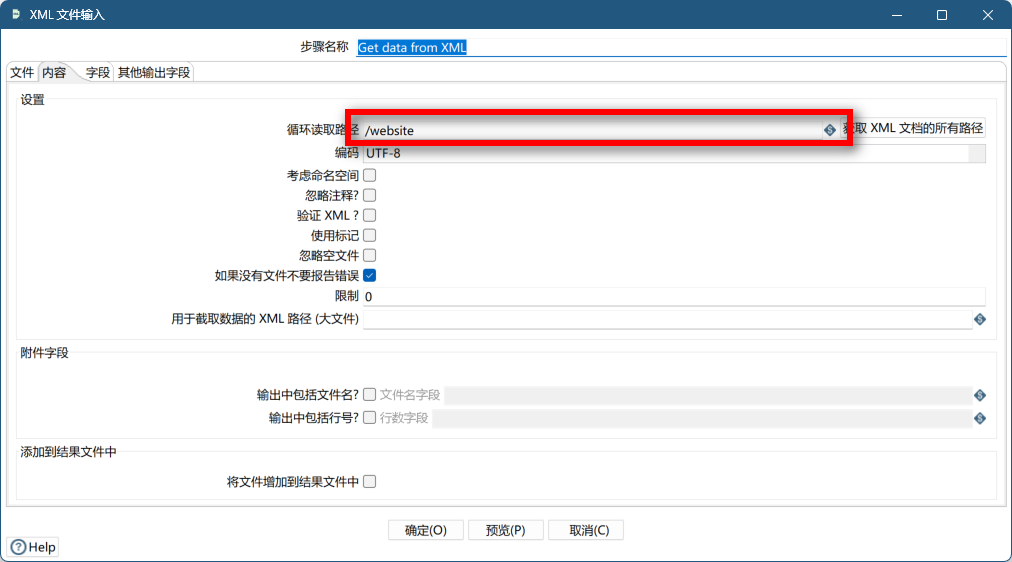 XML 文件输入
步骤名称 Get data from XML
文件 内容 字段 其他输出字段
设置
循环读取路径 /website 获取 XML 文档的所有路径
编码 UTF-8
考虑命名空间
忽略注释?
验证 XML ?
使用标记
忽略空文件
如果没有文件不要报告错误
限制 0
用于截取数据的 XML 路径 (大文件)
附件字段
输出中包括文件名? 文件名字段
输出中包括行号? 行数字段
添加到结果文件中
将文件增加到结果文件中
确定(O) 预览(P) 取消(C)
Help